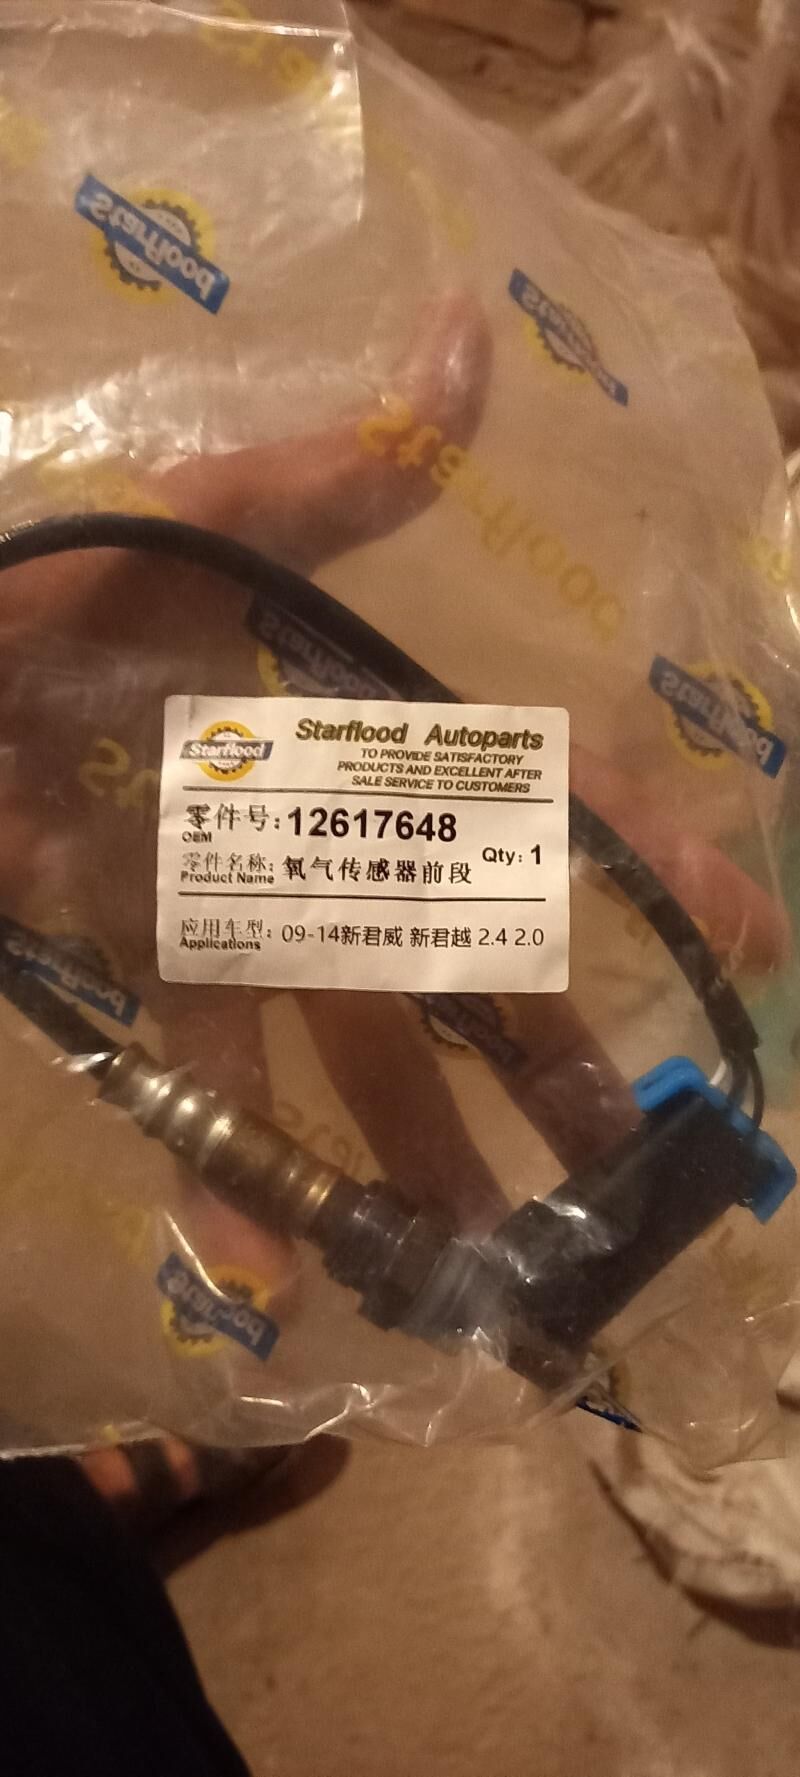 Starflood
Starflood Autoparts
TO PROVIDE SATISFACTORY
PRODUCTS AND EXCELLENT AFTER
SALE SERVICE TO CUSTOMERS
零件号:12617648
OEM
Qty: 1
零件名称: 氧气传感器前段
Product Name
应用车型: 09-14新君威 新君越 2.4 2.0
Applications